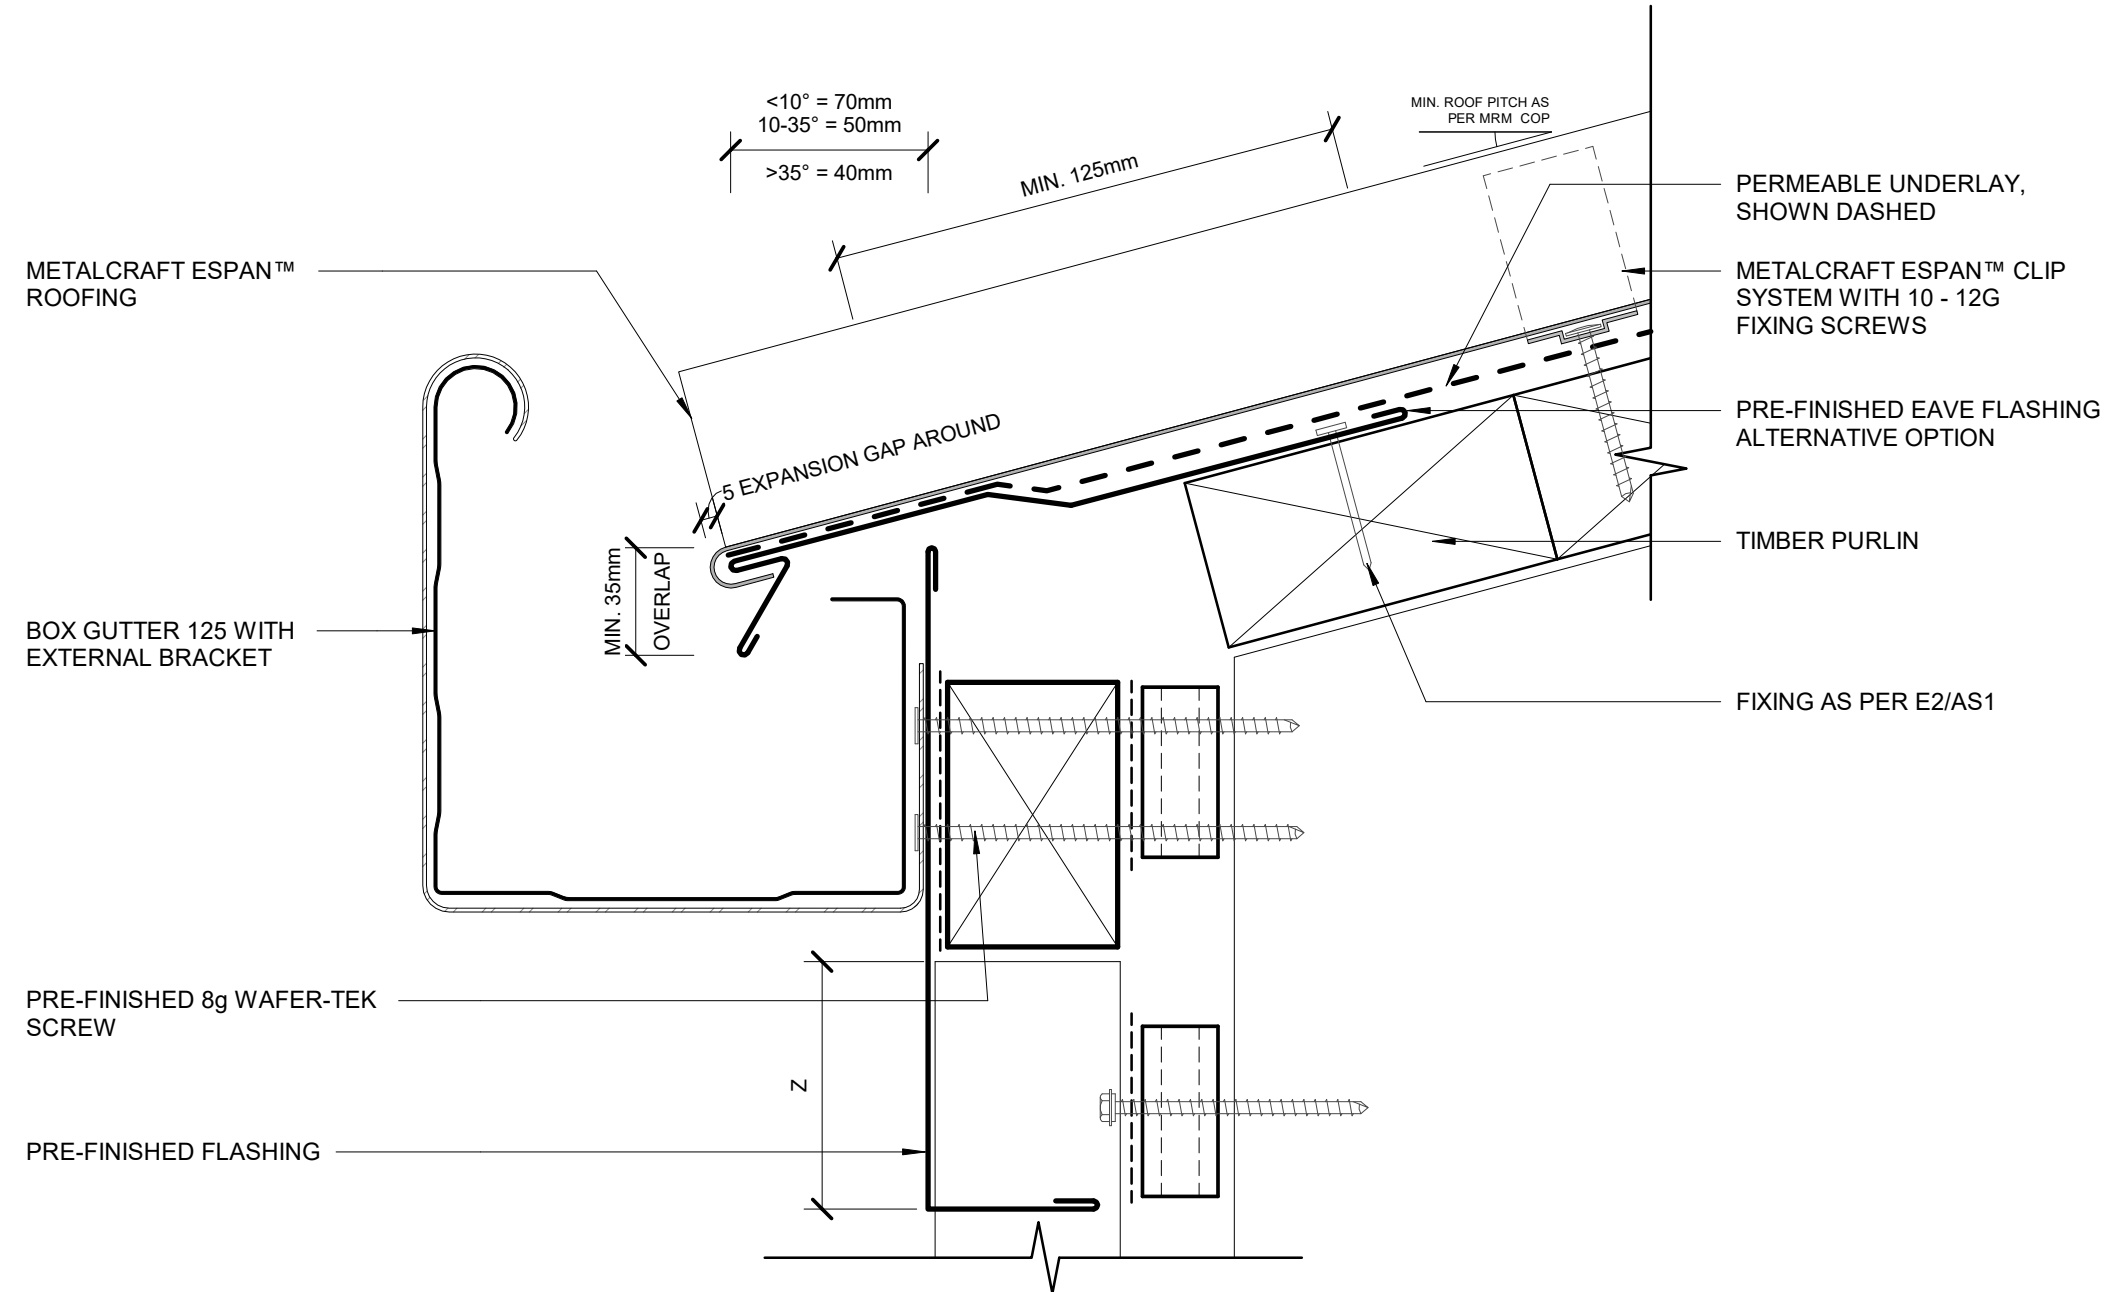 <10° = 70mm
10-35° = 50mm
>35° = 40mm
MIN. 125mm
MIN. ROOF PITCH AS
PER MRM COP
PERMEABLE UNDERLAY,
SHOWN DASHED
METALCRAFT ESPAN™
ROOFING
METALCRAFT ESPAN™ CLIP
SYSTEM WITH 10 - 12G
FIXING SCREWS
PRE-FINISHED EAVE FLASHING
ALTERNATIVE OPTION
5 EXPANSION GAP AROUND
MIN. 35mm
OVERLAP
TIMBER PURLIN
BOX GUTTER 125 WITH
EXTERNAL BRACKET
FIXING AS PER E2/AS1
PRE-FINISHED 8g WAFER-TEK
SCREW
Z
PRE-FINISHED FLASHING